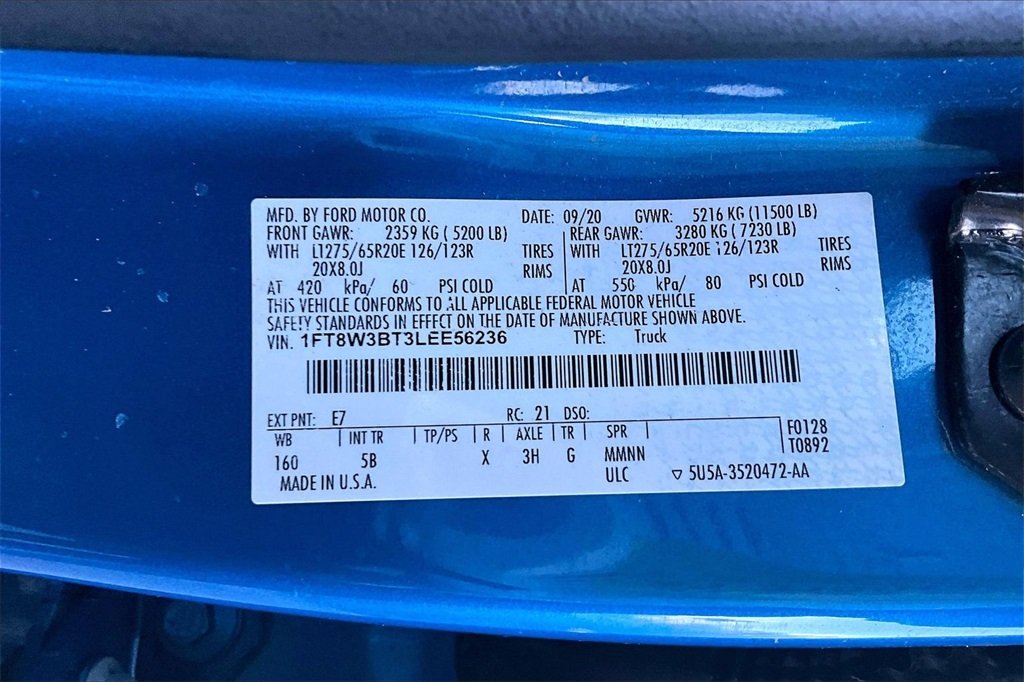 MFD. BY FORD MOTOR CO. DATE: 09/20 GVWR: 5216 KG (11500 LB)
FRONT GAWR: 2359 KG ( 5200 LB) REAR GAWR: 3280 KG ( 7230 LB)
WITH LT275/65R20E 126/123R TIRES WITH LT275/65R20E 126/123R TIRES
20X8.0J RIMS 20X8.0J RIMS
AT 420 kPa/ 60 PSI COLD AT 550 kPa/ 80 PSI COLD
THIS VEHICLE CONFORMS TO ALL APPLICABLE FEDERAL MOTOR VEHICLE
SAFETY STANDARDS IN EFFECT ON THE DATE OF MANUFACTURE SHOWN ABOVE.
VIN. 1FT8W3BT3LEE56236 TYPE: Truck
EXT PNT: E7 RC: 21 DSO:
WB INT TR TP/PS R AXLE TR SPR F0128
160 5B X 3H G MMNN T0892
MADE IN U.S.A. ULC ▽ 5U5A-3520472-AA